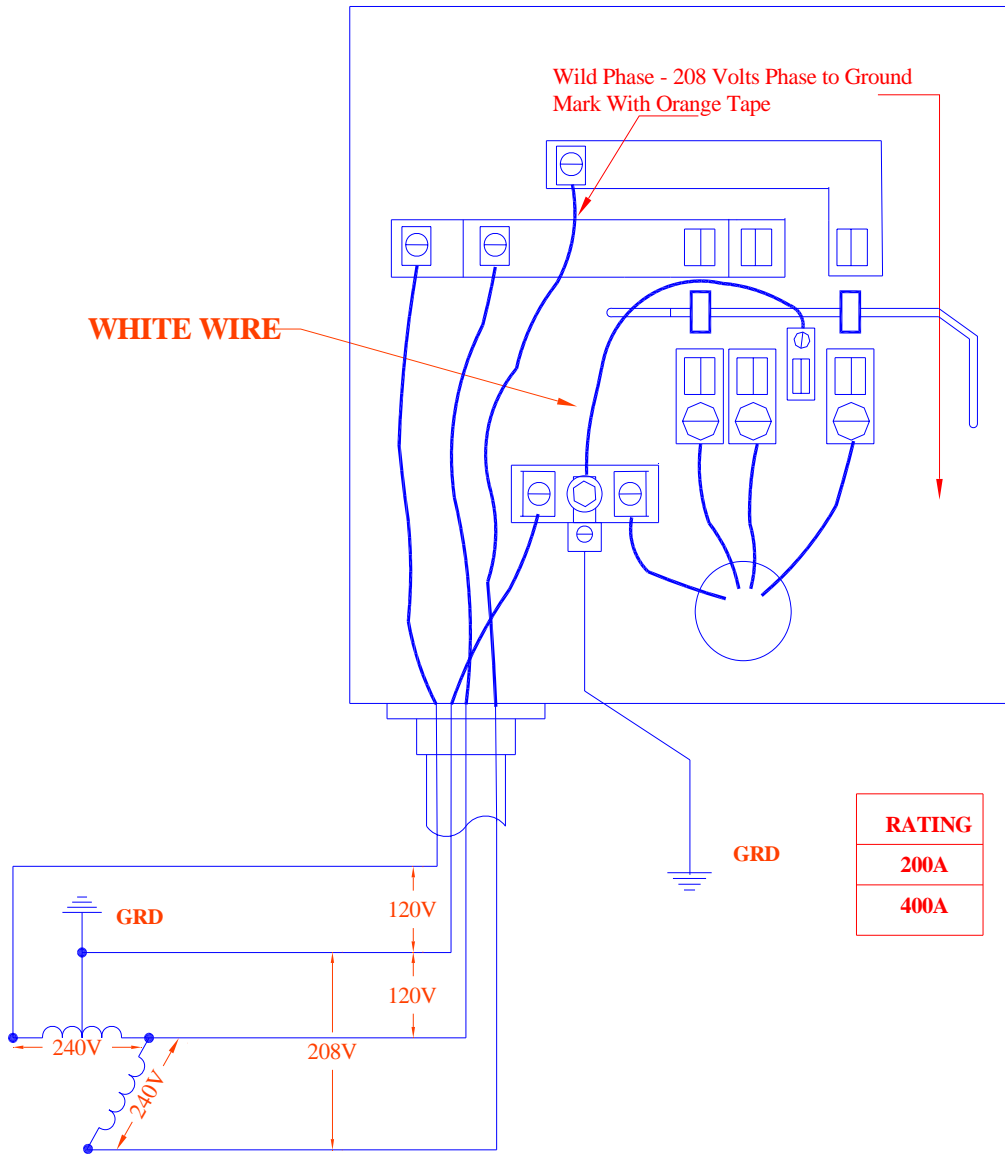 Wild Phase - 208 Volts Phase to Ground
Mark With Orange Tape
WHITE WIRE
GRD
RATING
200A
400A
GRD
120V
120V
240V
208V
240V